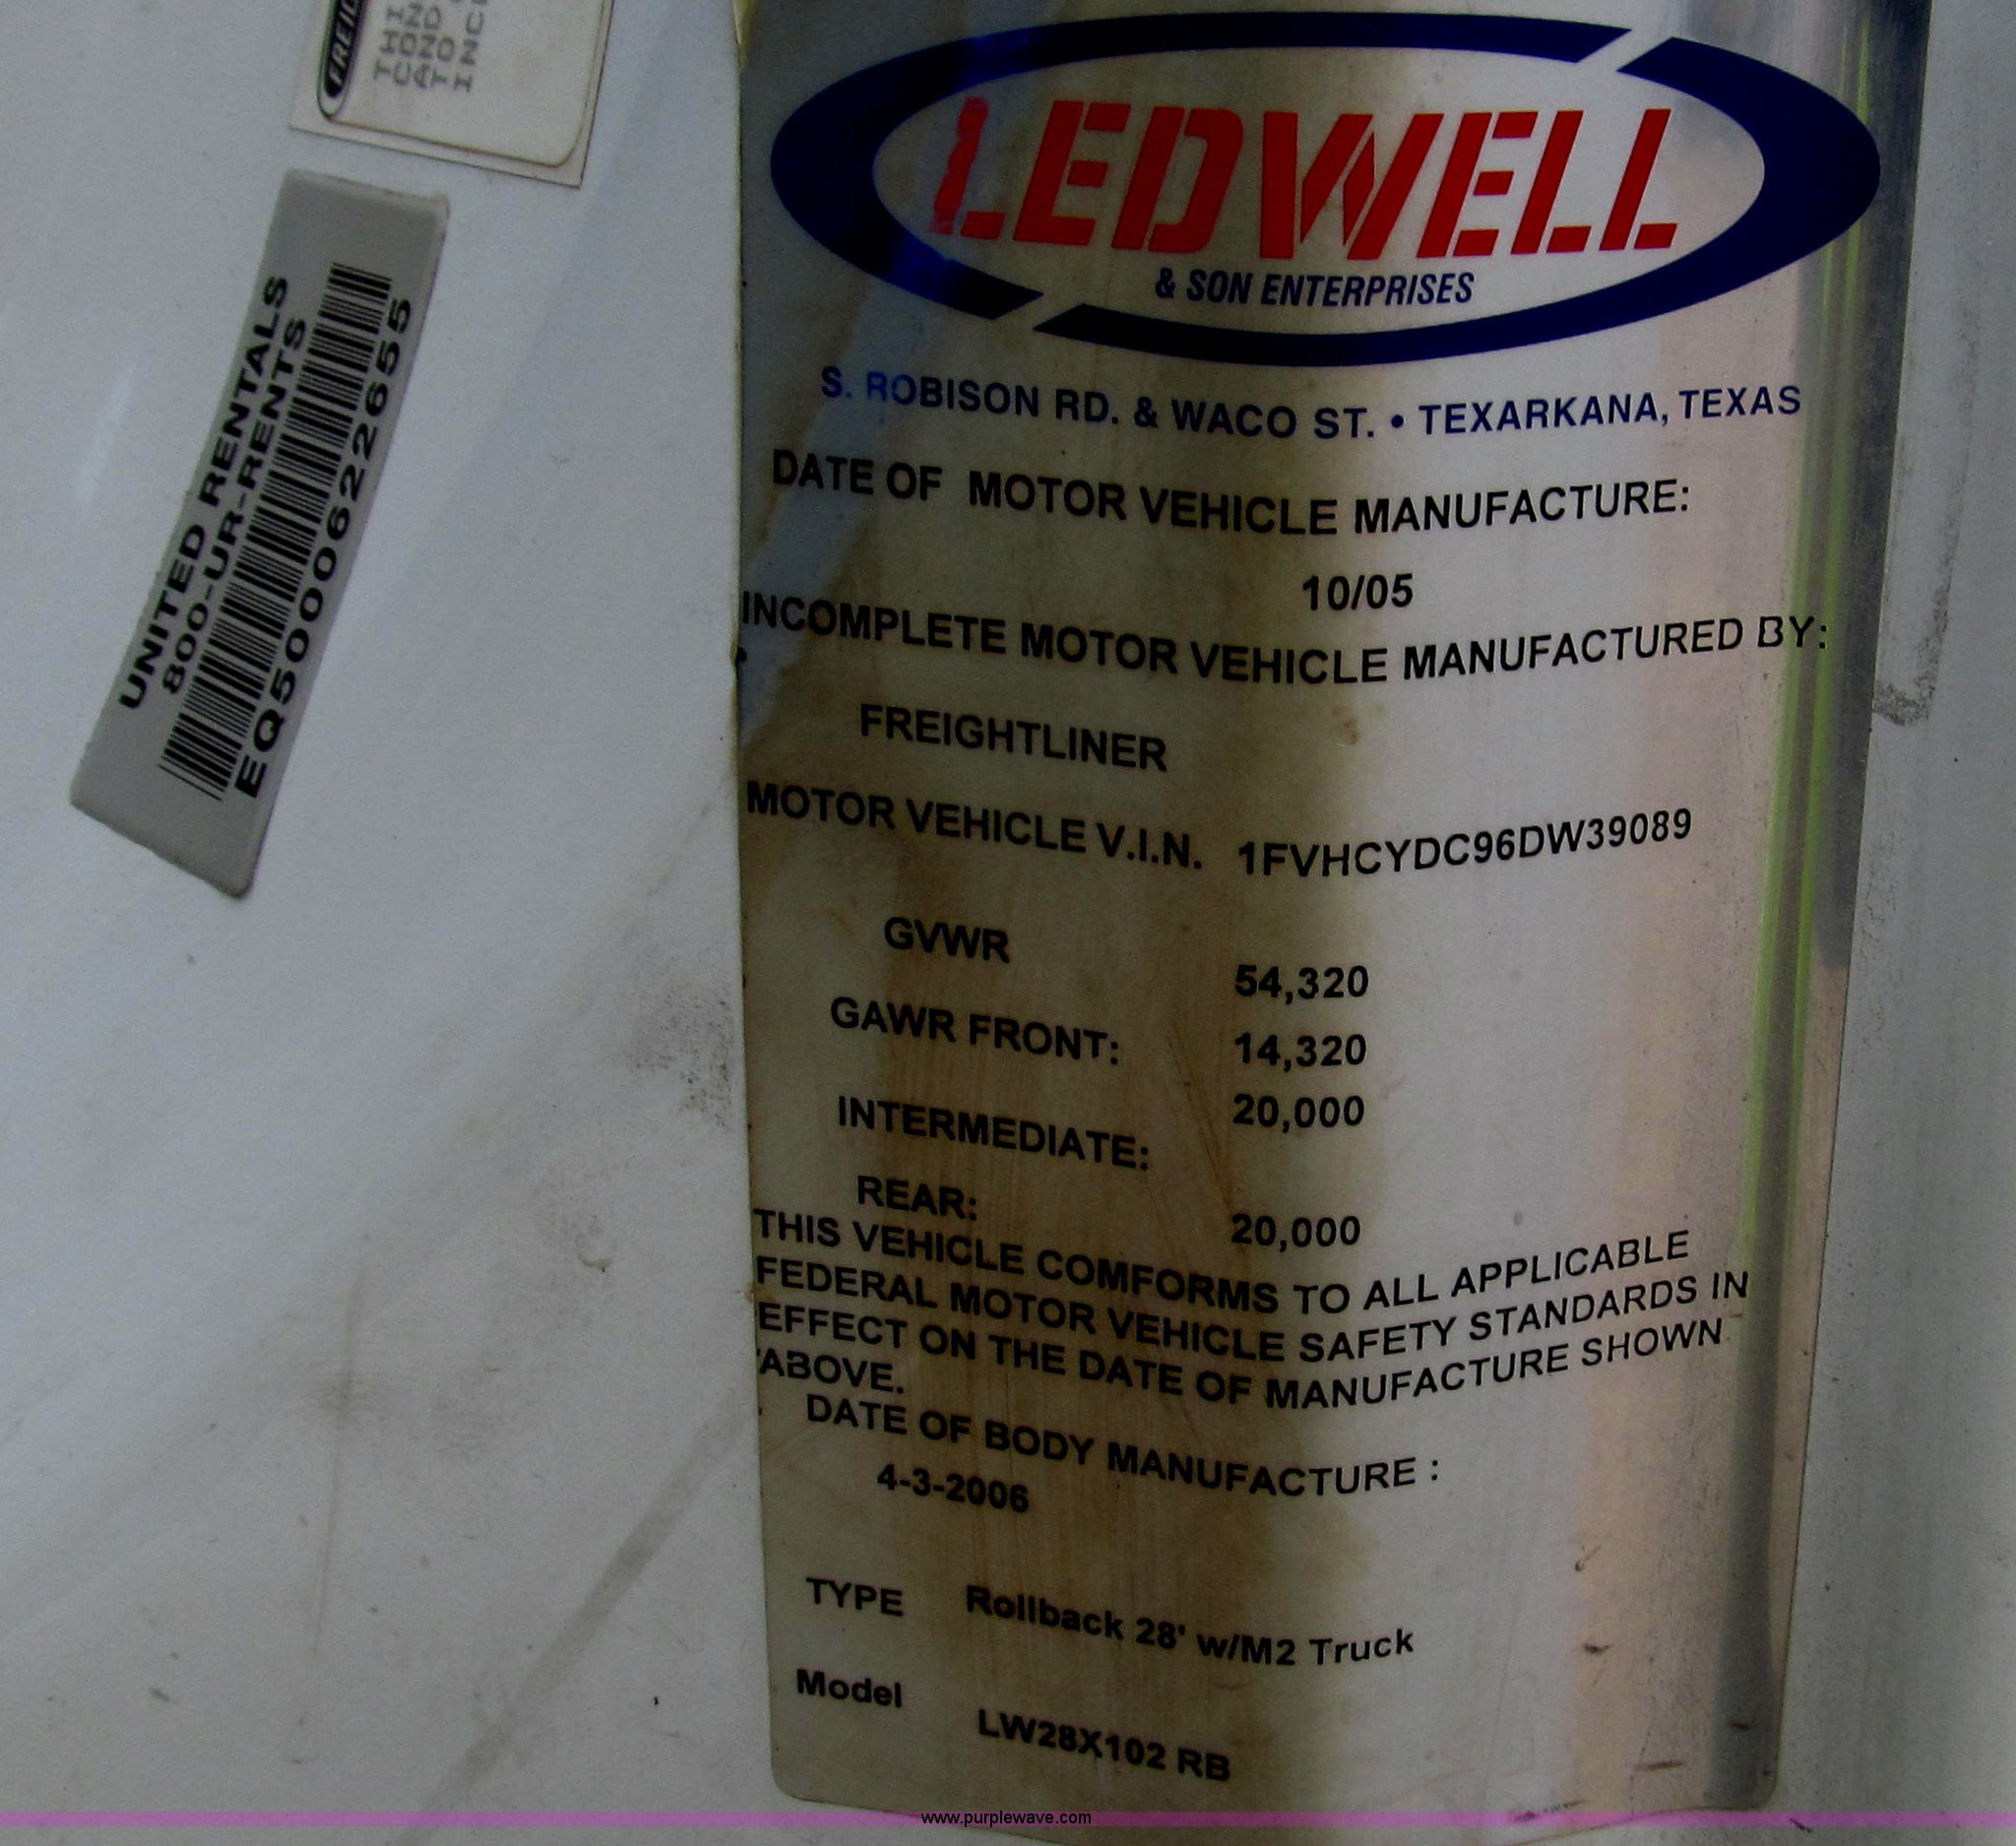 UNITED RENTALS
800-UR-RENTS
EQ5000622655
LEDWELL
& SON ENTERPRISES
S. ROBISON RD. & WACO ST. • TEXARKANA, TEXAS
DATE OF MOTOR VEHICLE MANUFACTURE:
10/05
INCOMPLETE MOTOR VEHICLE MANUFACTURED BY:
FREIGHTLINER
MOTOR VEHICLE V.I.N. 1FVHCYDC96DW39089
GVWR 54,320
GAWR FRONT: 14,320
INTERMEDIATE: 20,000
REAR: 20,000
THIS VEHICLE COMFORMS TO ALL APPLICABLE
FEDERAL MOTOR VEHICLE SAFETY STANDARDS IN
EFFECT ON THE DATE OF MANUFACTURE SHOWN
ABOVE.
DATE OF BODY MANUFACTURE :
4-3-2006
TYPE Rollback 28' w/M2 Truck
Model LW28X102 RB
www.purplewave.com